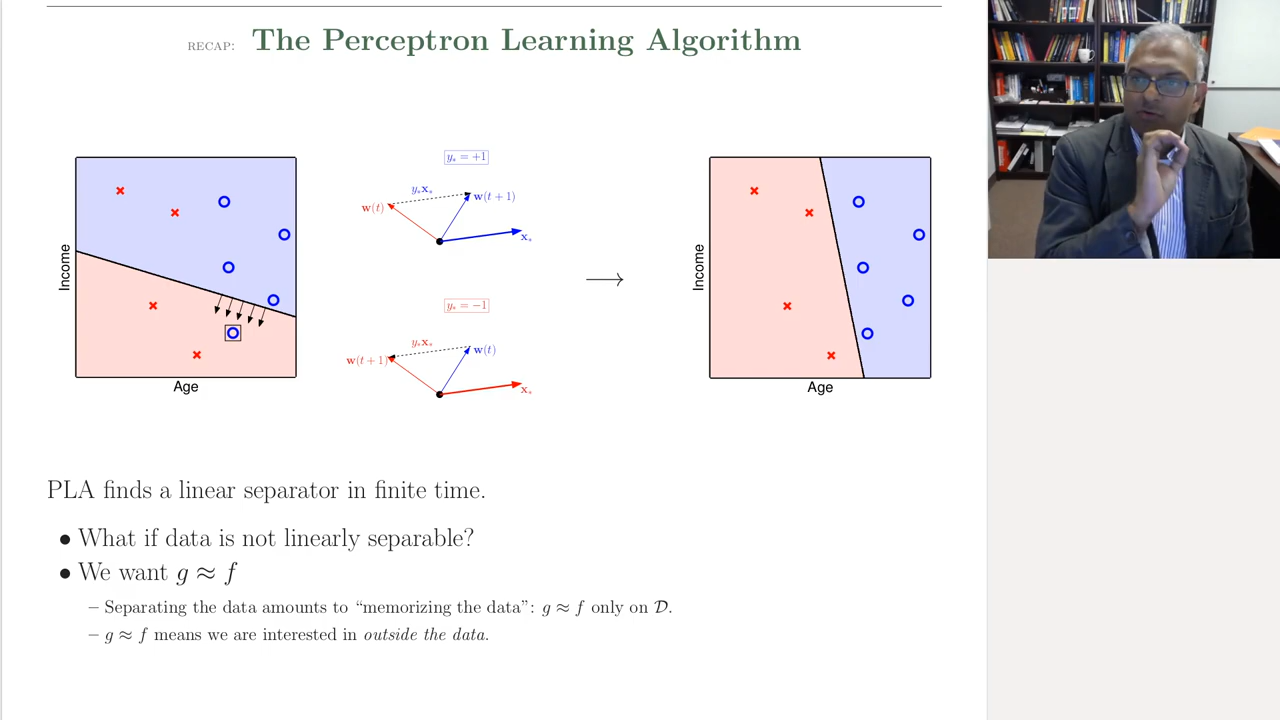 RECAP: The Perceptron Learning Algorithm
Income
Age
y∗ = +1
y∗x∗
w(t)
w(t + 1)
x∗
y∗ = −1
y∗x∗
w(t + 1)
w(t)
x∗
Income
Age
PLA finds a linear separator in finite time.
• What if data is not linearly separable?
• We want g ≈ f
– Separating the data amounts to “memorizing the data”: g ≈ f only on 𝒟.
– g ≈ f means we are interested in outside the data.